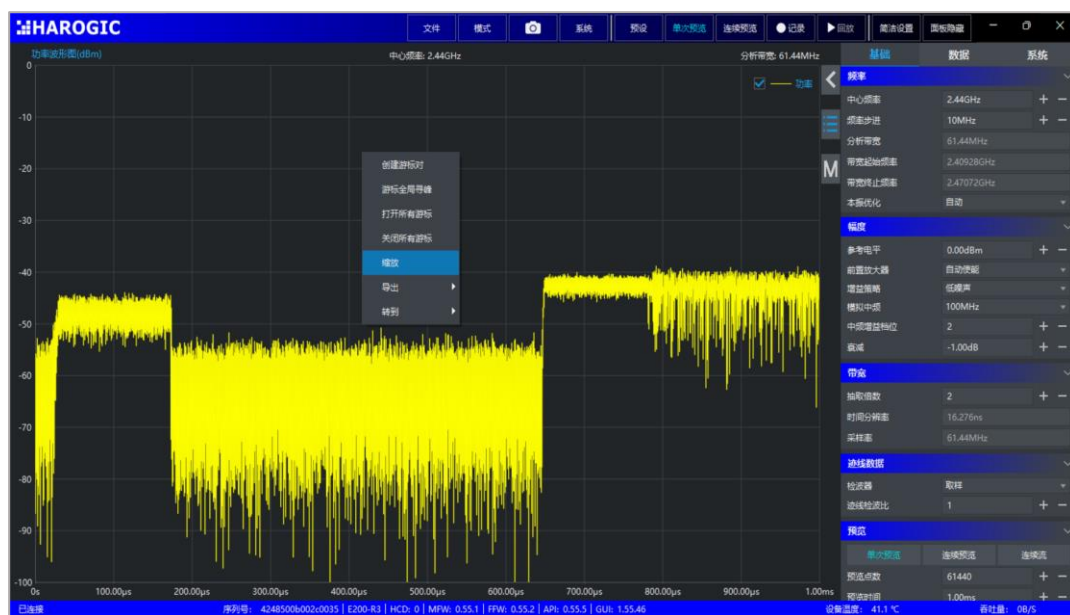 HAROGIC 文件 模式 系统 预设 单次预览 连续预览 记录 回放 简洁设置 面板隐藏
功率波形图(dBm) 中心频率: 2.44GHz 分析带宽: 61.44MHz
功率
M
0
-10
-20
-30
-40
-50
-60
-70
-80
-90
-100
0s 100.00μs 200.00μs 300.00μs 400.00μs 500.00μs 600.00μs 700.00μs 800.00μs 900.00μs 1.00ms
创建游标对
游标全局寻峰
打开所有游标
关闭所有游标
缩放
导出
转到
基础 数据 系统
频率
中心频率 2.44GHz + −
频率步进 10MHz + −
分析带宽 61.44MHz
带宽起始频率 2.40928GHz
带宽终止频率 2.47072GHz
本振优化 自动
幅度
参考电平 0.00dBm + −
前置放大器 自动使能
增益策略 低噪声
模拟中频 100MHz
中频增益档位 2 + −
衰减 -1.00dB + −
带宽
抽取倍数 2 + −
时间分辨率 16.276ns
采样率 61.44MHz
迹线数据
检波器 取样
迹线检波比 1 + −
预览
单次预览 连续预览 连续流
预览点数 61440 + −
预览时间 1.00ms + −
已连接 序列号: 4248500b002c0035 | E200-R3 | HCD: 0 | MFW: 0.55.1 | FFW: 0.55.2 | API: 0.55.5 | GUI: 1.55.46 设备温度: 41.1 ℃ 吞吐量: 0B/S